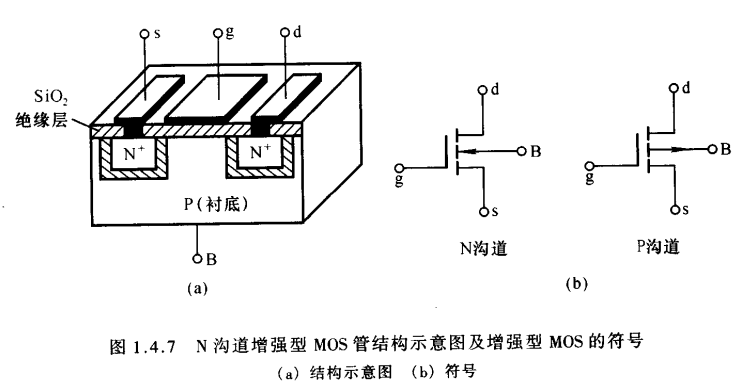 s g d
SiO₂
绝缘层
N⁺ N⁺
P(衬底)
B
(a)
d
B
g
s
N沟道
d
B
g
s
P沟道
(b)
图 1.4.7 N 沟道增强型 MOS 管结构示意图及增强型 MOS 的符号
(a) 结构示意图 (b) 符号